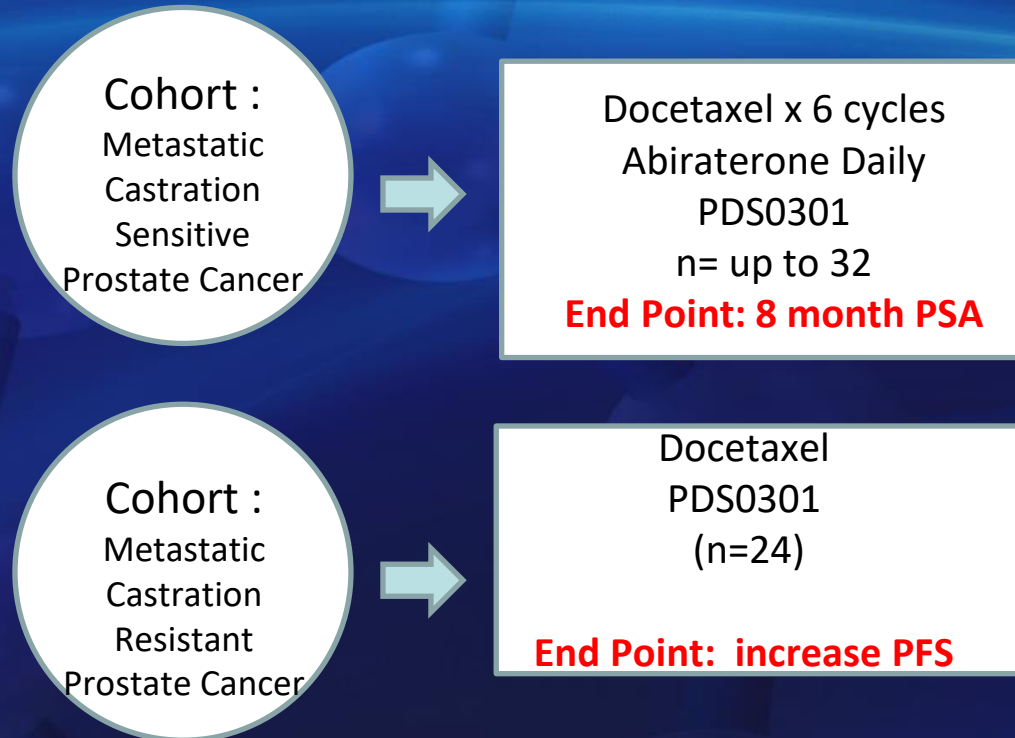 Cohort :
Metastatic
Castration
Sensitive
Prostate Cancer
Docetaxel x 6 cycles
Abiraterone Daily
PDS0301
n= up to 32
End Point: 8 month PSA
Cohort :
Metastatic
Castration
Resistant
Prostate Cancer
Docetaxel
PDS0301
(n=24)
End Point: increase PFS